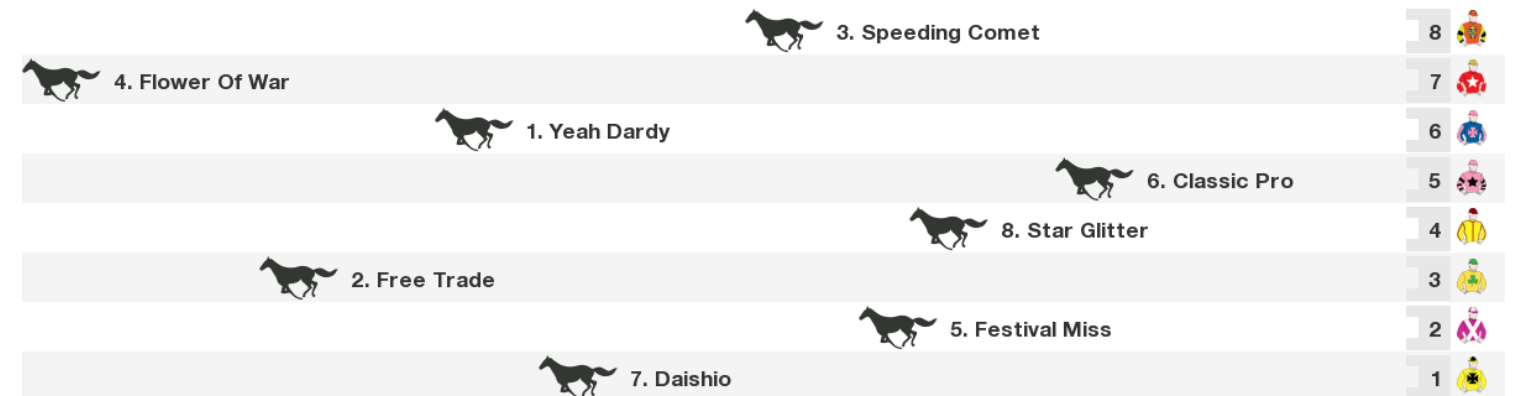 3. Speeding Comet 8
4. Flower Of War 7
1. Yeah Dardy 6
6. Classic Pro 5
8. Star Glitter 4
2. Free Trade 3
5. Festival Miss 2
7. Daishio 1